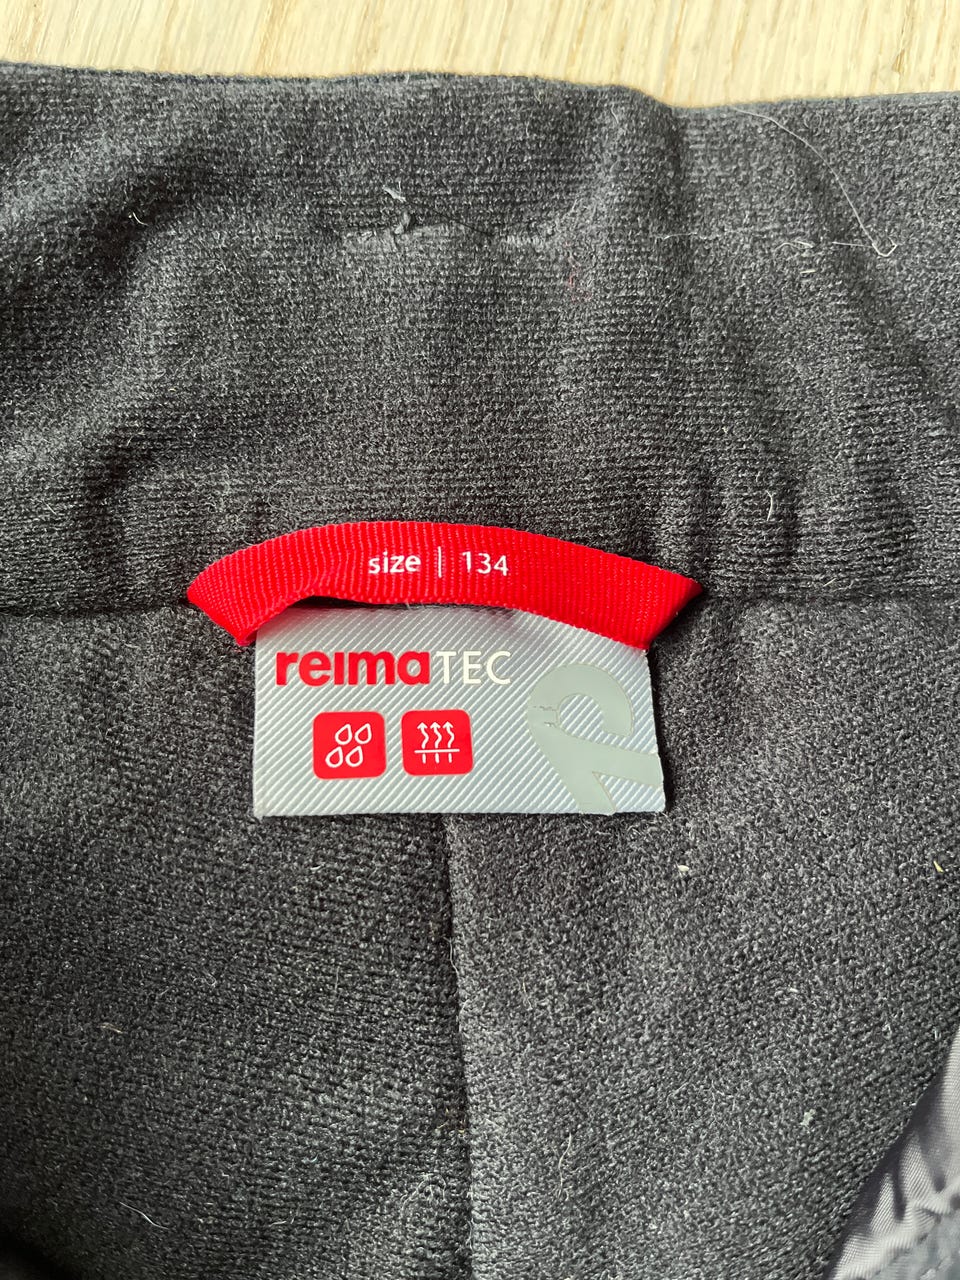 size | 134
reimaTEC